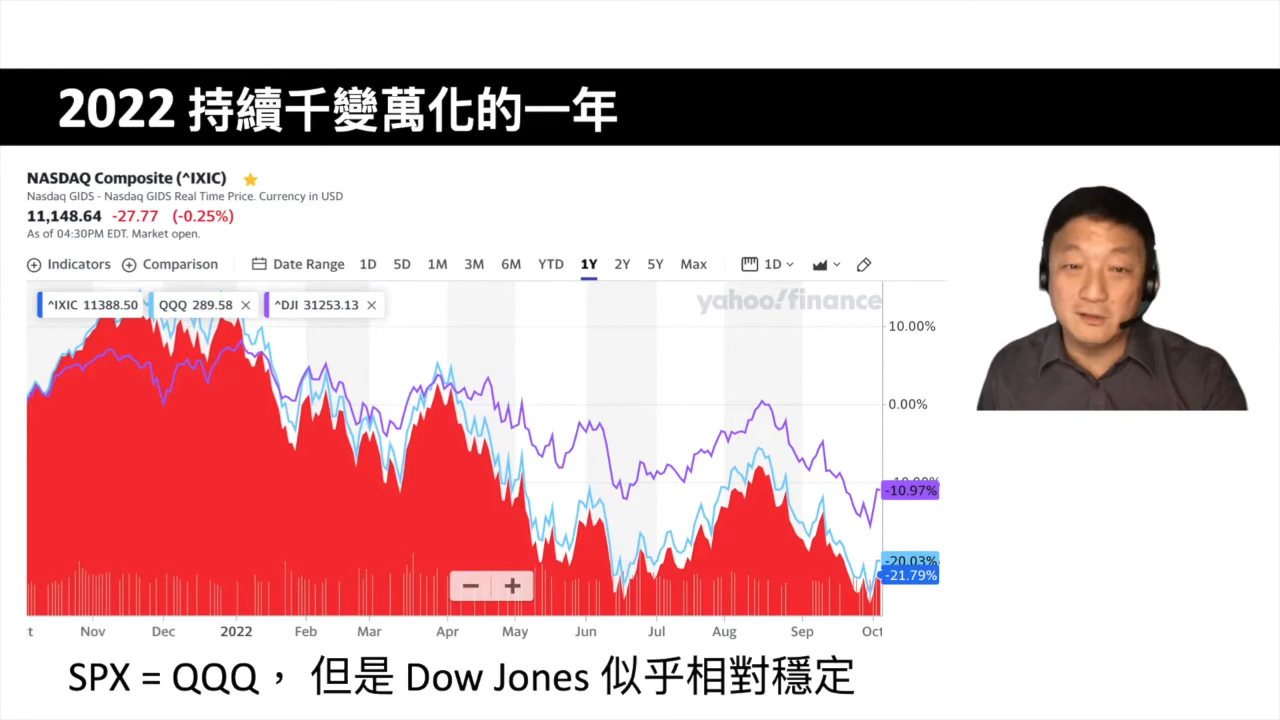 2022 持續千變萬化的一年
NASDAQ Composite (^IXIC)
Nasdaq GIDS - Nasdaq GIDS Real Time Price. Currency in USD
11,148.64 -27.77 (-0.25%)
As of 04:30PM EDT. Market open.
Indicators Comparison Date Range 1D 5D 1M 3M 6M YTD 1Y 2Y 5Y Max 1D
^IXIC 11388.50 QQQ 289.58 × ^DJI 31253.13 ×
yahoo!finance
10.00%
0.00%
-10.00%
-10.97%
-20.03%
-21.79%
− +
t Nov Dec 2022 Feb Mar Apr May Jun Jul Aug Sep Oct
SPX = QQQ， 但是 Dow Jones 似乎相對穩定